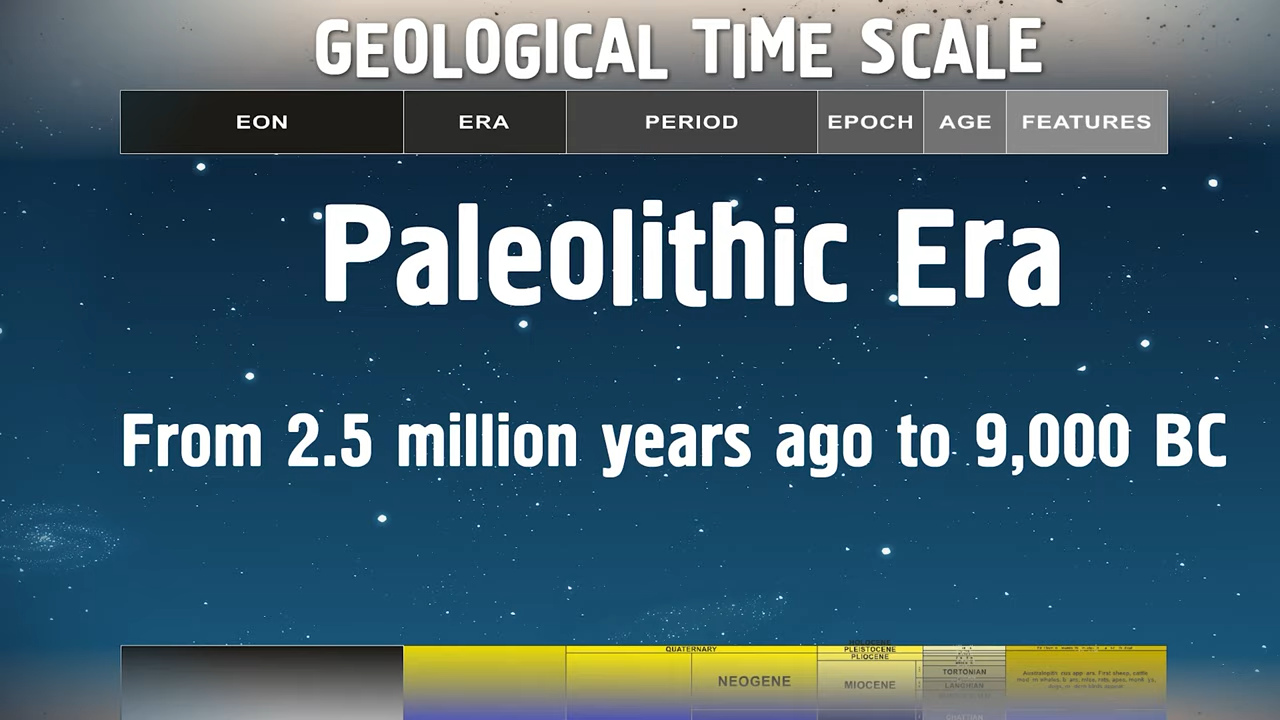 GEOLOGICAL TIME SCALE
EON ERA PERIOD EPOCH AGE FEATURES
Paleolithic Era
From 2.5 million years ago to 9,000 BC
HOLOCENE
QUATERNARY PLEISTOCENE
PLIOCENE
NEOGENE MIOCENE TORTONIAN
LANGHIAN